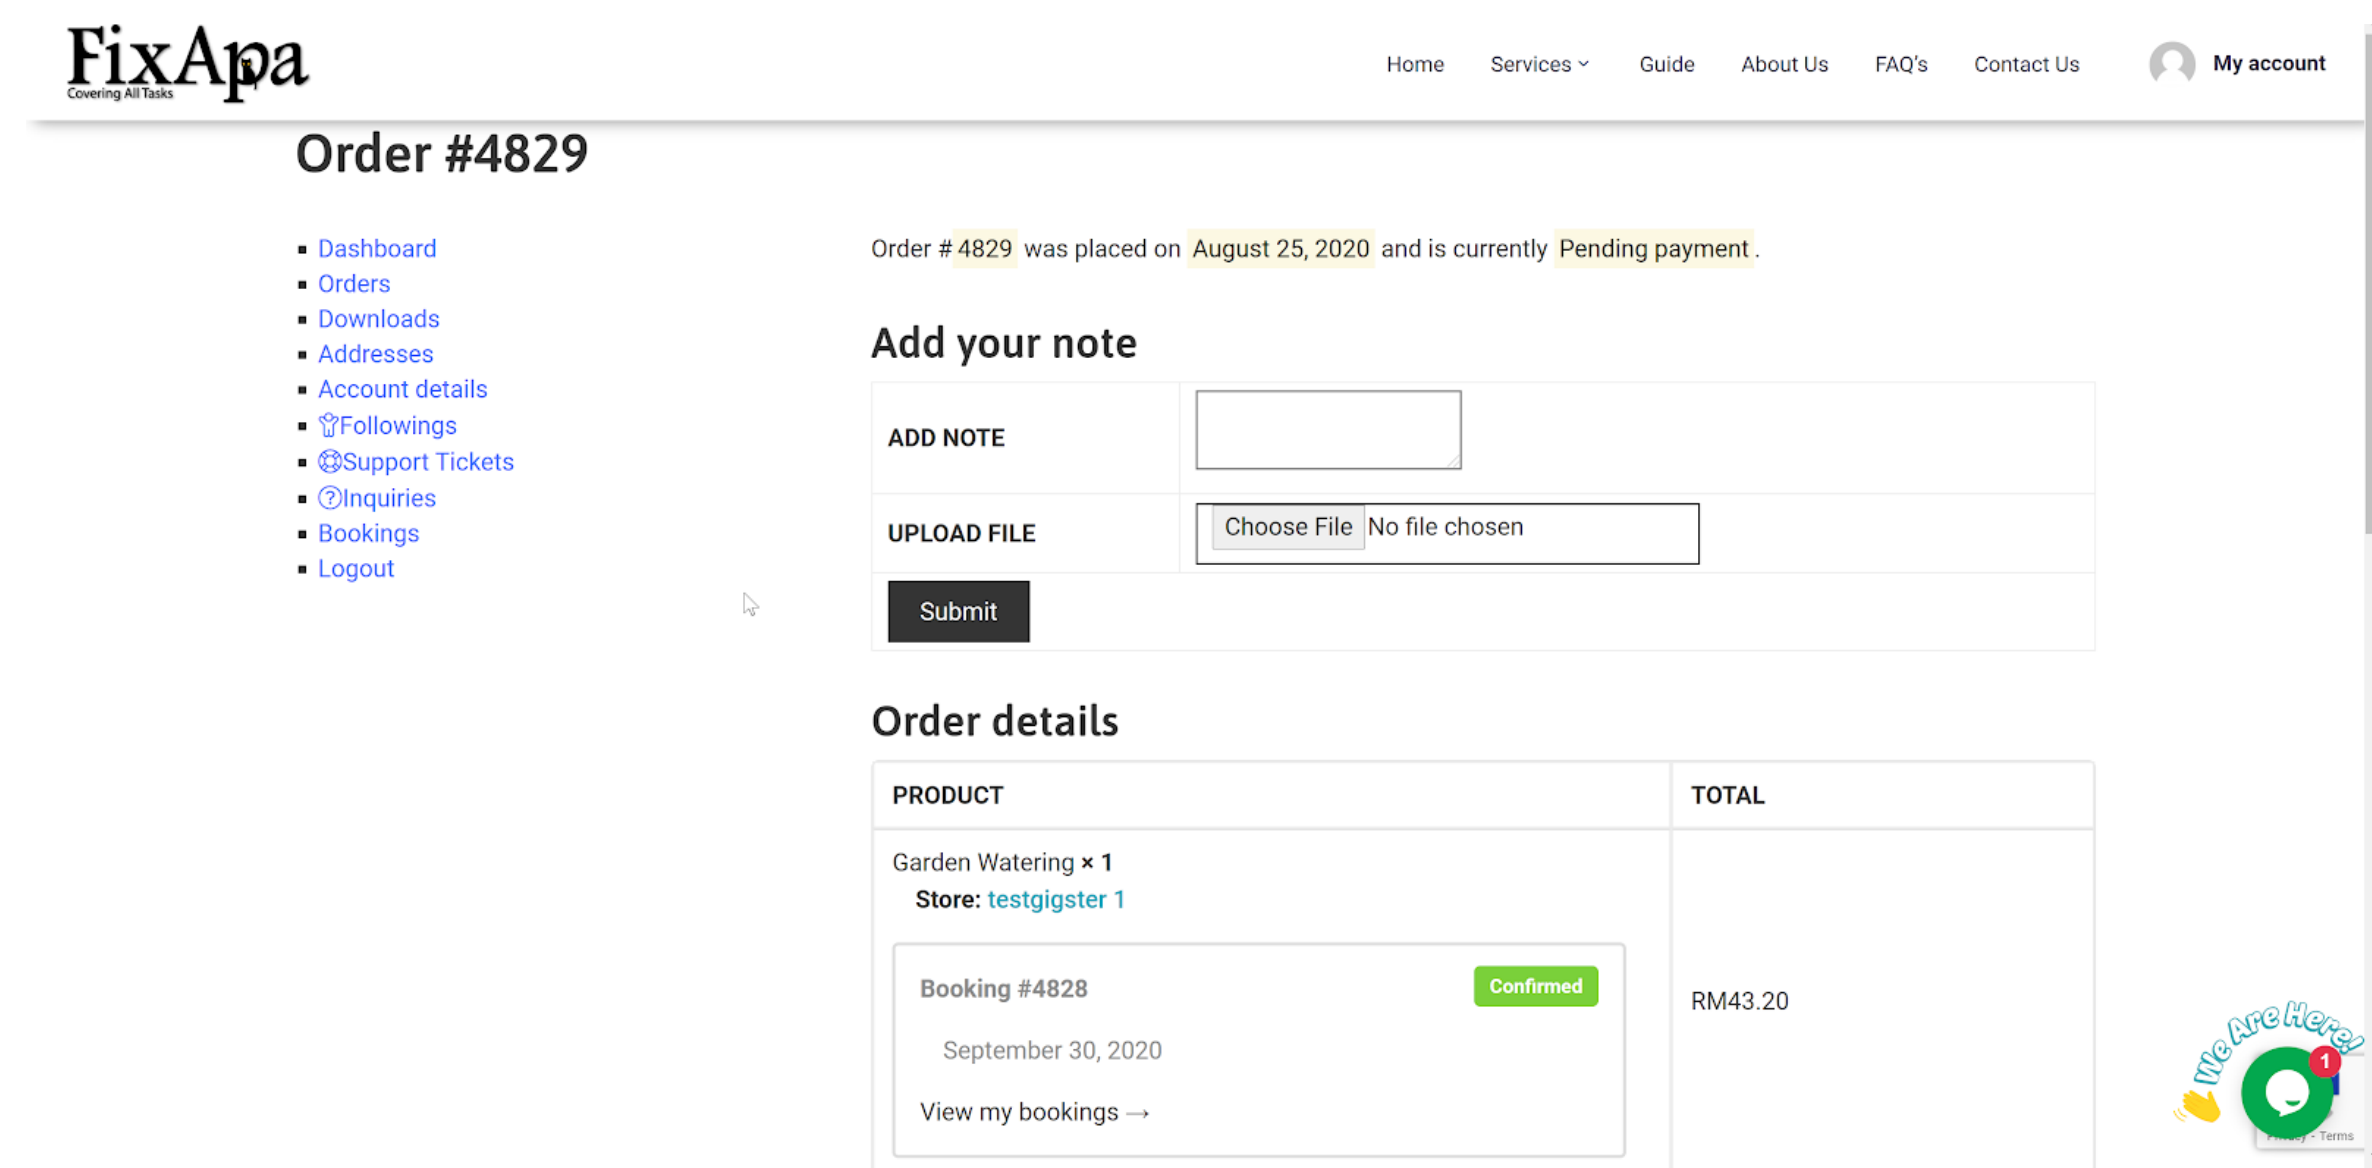 FixApa
Covering All Tasks
Home Services Guide About Us FAQ's Contact Us My account
Order #4829
Dashboard
Orders
Downloads
Addresses
Account details
Followings
Support Tickets
Inquiries
Bookings
Logout
Order # 4829 was placed on August 25, 2020 and is currently Pending payment .
Add your note
ADD NOTE
UPLOAD FILE Choose File No file chosen
Submit
Order details
PRODUCT TOTAL
Garden Watering × 1
Store: testgigster 1
Booking #4828 Confirmed
September 30, 2020
View my bookings →
RM43.20
We Are Here!
1
- Terms